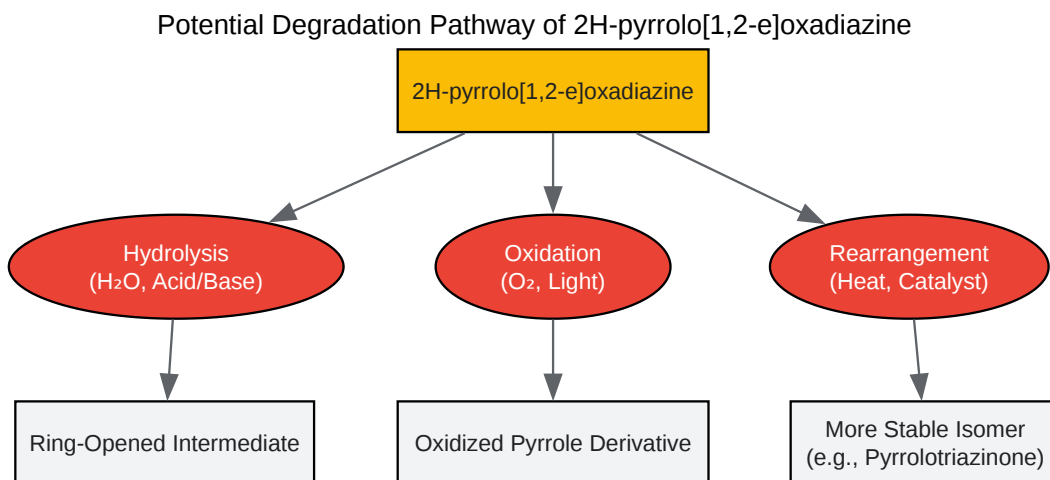 Potential Degradation Pathway of 2H-pyrrolo[1,2-e]oxadiazine
2H-pyrrolo[1,2-e]oxadiazine
Hydrolysis
(H₂O, Acid/Base)
Oxidation
(O₂, Light)
Rearrangement
(Heat, Catalyst)
Ring-Opened Intermediate
Oxidized Pyrrole Derivative
More Stable Isomer
(e.g., Pyrrolotriazinone)